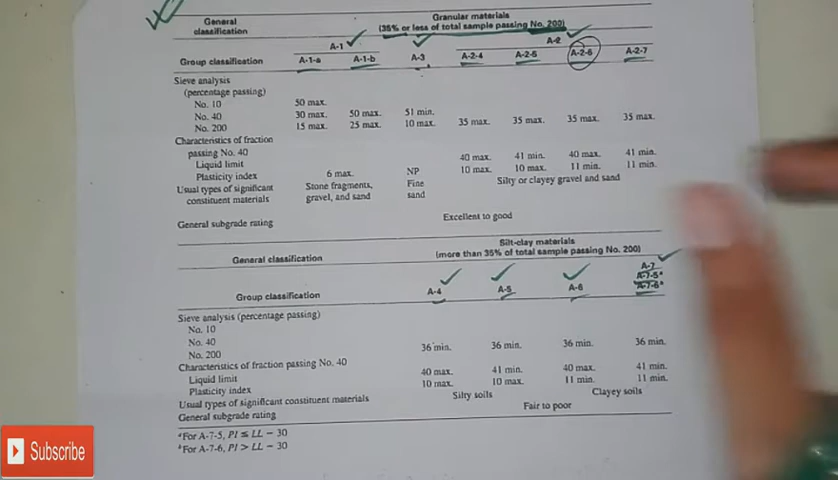 General classification
Granular materials
(35% or less of total sample passing No. 200)
A-1
A-2
Group classification A-1-a A-1-b A-3 A-2-4 A-2-5 A-2-6 A-2-7
Sieve analysis
(percentage passing)
No. 10 50 max.
No. 40 30 max. 50 max. 51 min.
No. 200 15 max. 25 max. 10 max. 35 max. 35 max. 35 max. 35 max.
Characteristics of fraction
passing No. 40
Liquid limit 40 max. 41 min. 40 max. 41 min.
Plasticity index 6 max. NP 10 max. 10 max. 11 min. 11 min.
Usual types of significant Stone fragments, Fine Silty or clayey gravel and sand
constituent materials gravel, and sand sand
General subgrade rating Excellent to good
General classification
Silt-clay materials
(more than 35% of total sample passing No. 200)
Group classification A-4 A-5 A-6 A-7
A-7-5ᵃ
A-7-6ᵇ
Sieve analysis (percentage passing)
No. 10
No. 40
No. 200 36 min. 36 min. 36 min. 36 min.
Characteristics of fraction passing No. 40
Liquid limit 40 max. 41 min. 40 max. 41 min.
Plasticity index 10 max. 10 max. 11 min. 11 min.
Usual types of significant constituent materials Silty soils Clayey soils
General subgrade rating Fair to poor
ᵃFor A-7-5, PI ≤ LL − 30
ᵇFor A-7-6, PI > LL − 30
Subscribe